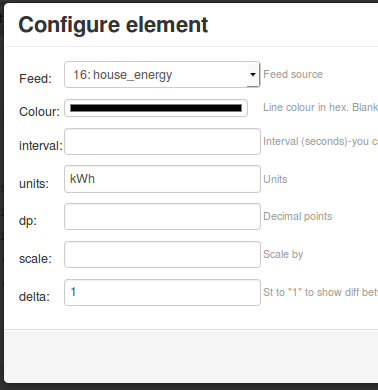 Configure element
Feed: 16: house_energy Feed source
Colour: Line colour in hex. Blank
interval: Interval (seconds)-you c
units: kWh Units
dp: Decimal points
scale: Scale by
delta: 1 St to "1" to show diff bet